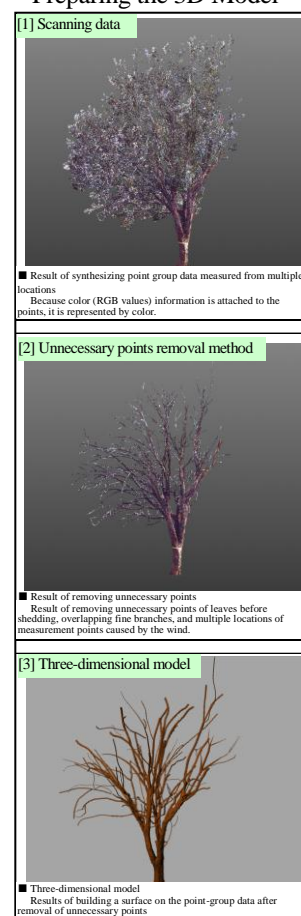 Preparing the 3D Model
[1] Scanning data
■ Result of synthesizing point group data measured from multiple
locations
Because color (RGB values) information is attached to the
points, it is represented by color.
[2] Unnecessary points removal method
■ Result of removing unnecessary points
Result of removing unnecessary points of leaves before
shedding, overlapping fine branches, and multiple locations of
measurement points caused by the wind.
[3] Three-dimensional model
■ Three-dimensional model
Results of building a surface on the point-group data after
removal of unnecessary points